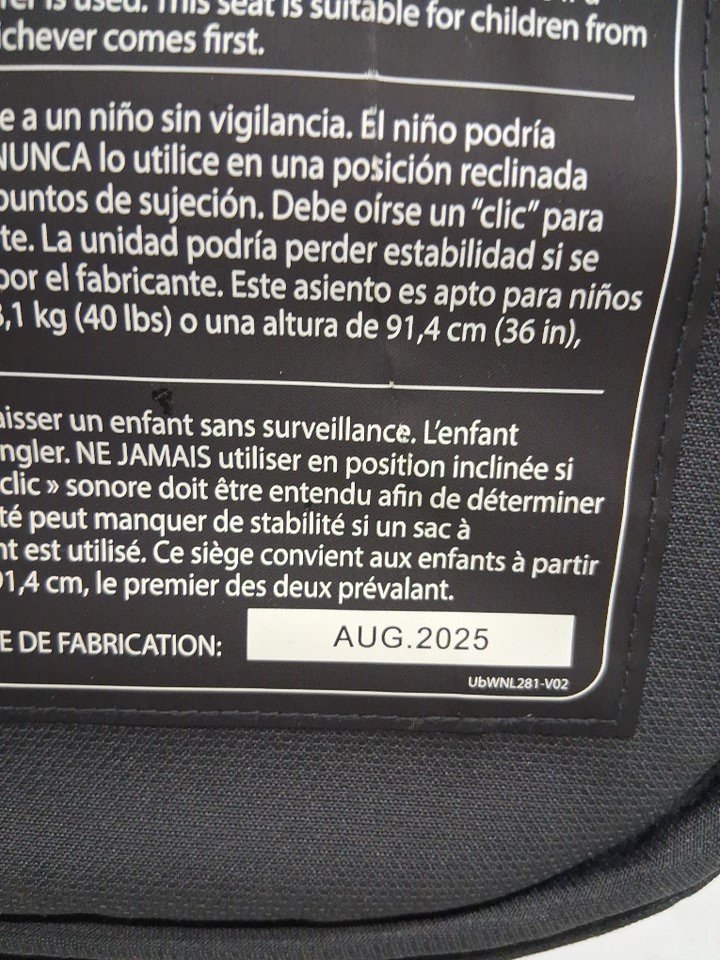 is used. This seat is suitable for children from
ichever comes first.
e a un niño sin vigilancia. El niño podría
NUNCA lo utilice en una posición reclinada
puntos de sujeción. Debe oírse un “clic” para
te. La unidad podría perder estabilidad si se
por el fabricante. Este asiento es apto para niños
8,1 kg (40 lbs) o una altura de 91,4 cm (36 in),
aisser un enfant sans surveillance. L’enfant
ngler. NE JAMAIS utiliser en position inclinée si
clic » sonore doit être entendu afin de déterminer
té peut manquer de stabilité si un sac à
nt est utilisé. Ce siège convient aux enfants à partir
91,4 cm, le premier des deux prévalant.
E DE FABRICATION:
AUG.2025
UbWNL281-V02